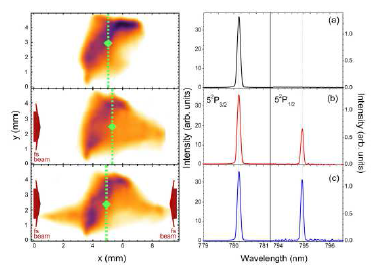 (a)
(b)
(c)
5²P3/2
5²P1/2
y (mm)
x (mm)
x
fs
beam
fs
beam
fs
beam
Intensity (arb. units)
Intensity (arb. units)
Wavelength (nm)
4
3
2
1
0
4
3
2
1
0
4
3
2
1
0
2
4
6
8
30
20
10
0
30
20
10
0
30
20
10
0
1.0
0.5
0.0
1.0
0.5
0.0
1.0
0.5
0.0
779
780
781
794
795
796